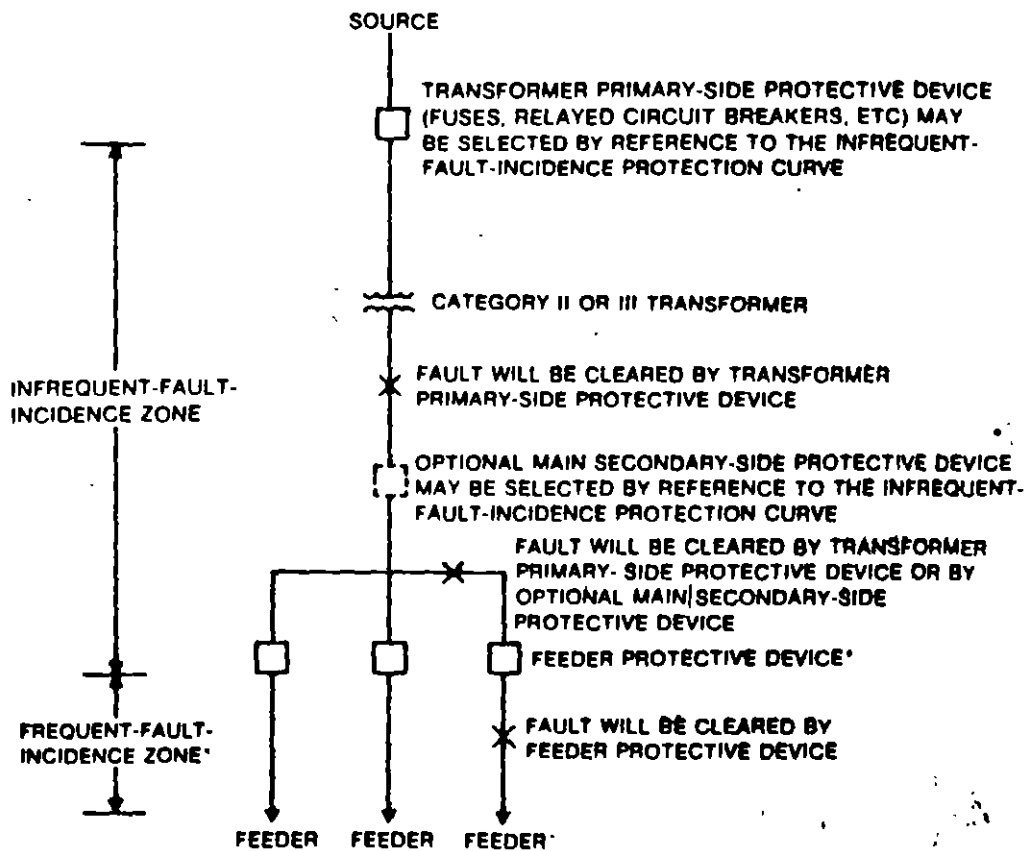 SOURCE
TRANSFORMER PRIMARY-SIDE PROTECTIVE DEVICE
(FUSES, RELAYED CIRCUIT BREAKERS, ETC) MAY
BE SELECTED BY REFERENCE TO THE INFREQUENT-
FAULT-INCIDENCE PROTECTION CURVE
CATEGORY II OR III TRANSFORMER
FAULT WILL BE CLEARED BY TRANSFORMER
PRIMARY-SIDE PROTECTIVE DEVICE
INFREQUENT-FAULT-
INCIDENCE ZONE
OPTIONAL MAIN SECONDARY-SIDE PROTECTIVE DEVICE
MAY BE SELECTED BY REFERENCE TO THE INFREQUENT-
FAULT-INCIDENCE PROTECTION CURVE
FAULT WILL BE CLEARED BY TRANSFORMER
PRIMARY- SIDE PROTECTIVE DEVICE OR BY
OPTIONAL MAIN SECONDARY-SIDE
PROTECTIVE DEVICE
FEEDER PROTECTIVE DEVICE*
FREQUENT-FAULT-
INCIDENCE ZONE*
FAULT WILL BE CLEARED BY
FEEDER PROTECTIVE DEVICE
FEEDER FEEDER FEEDER